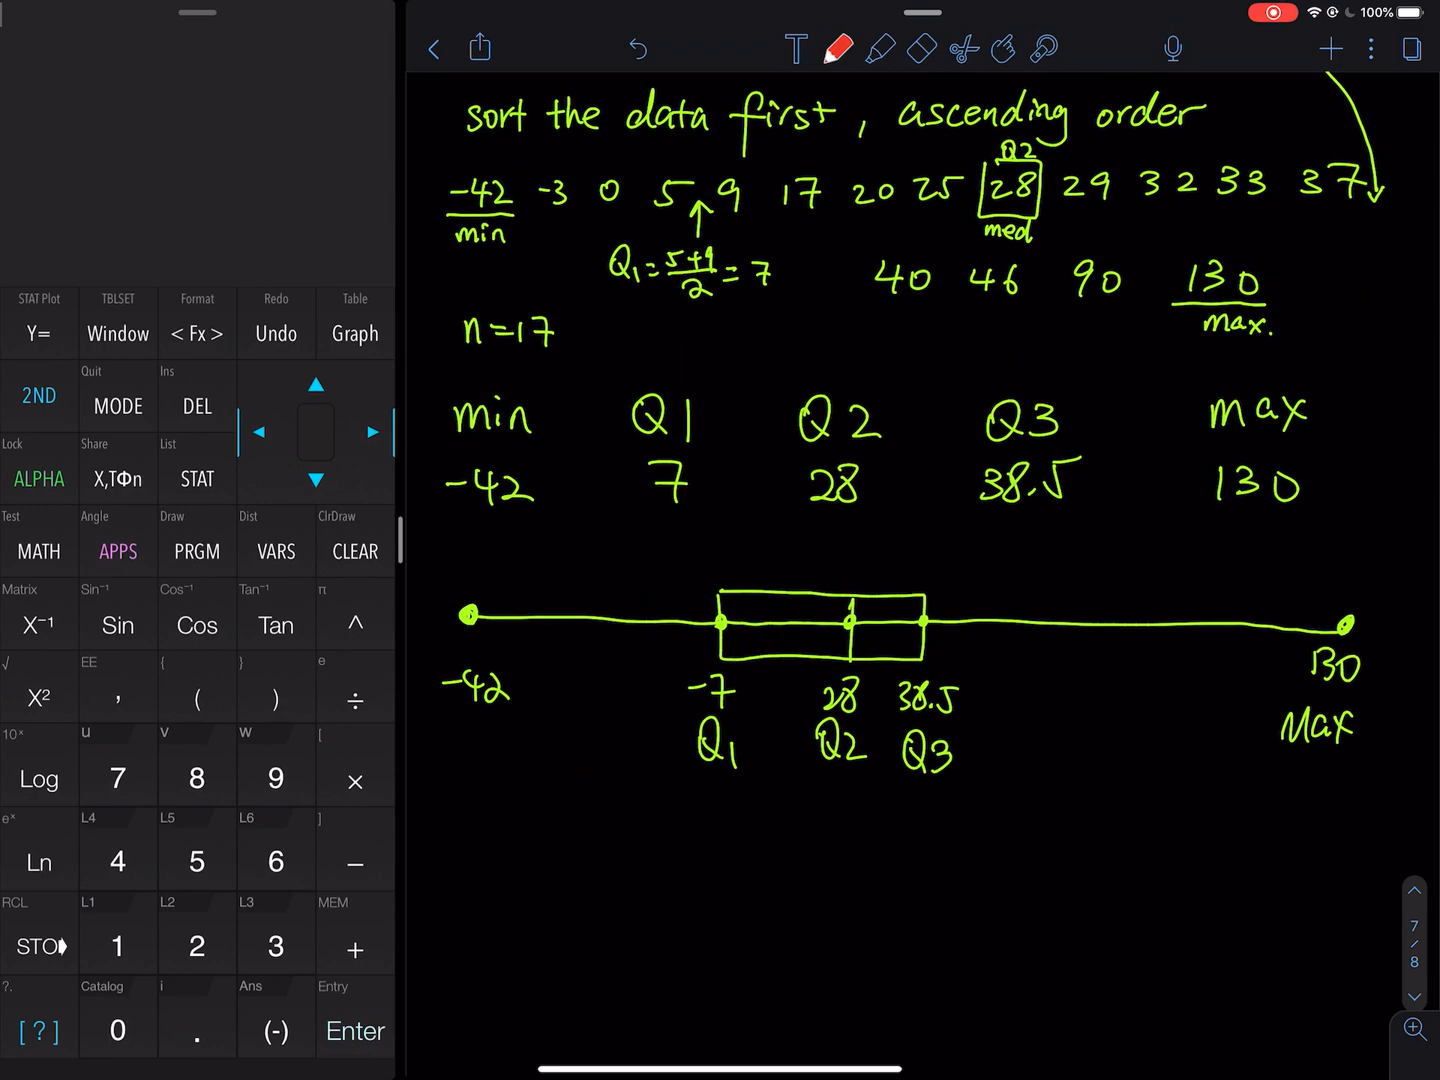 100%
sort the data first, ascending order
Q2
-42 -3 0 5 9 17 20 25 28 29 32 33 37
min med
Q1 = 5+9/2 = 7 40 46 90 130
max.
n=17
min Q1 Q2 Q3 max
-42 7 28 38.5 130
-42 -7 28 38.5 130
Q1 Q2 Q3 Max
7 / 8
STAT Plot TBLSET Format Redo Table
Y= Window < Fx > Undo Graph
Quit Ins
2ND MODE DEL
Lock Share List
ALPHA X,TΦn STAT
Test Angle Draw Dist ClrDraw
MATH APPS PRGM VARS CLEAR
Matrix Sin⁻¹ Cos⁻¹ Tan⁻¹ π
X⁻¹ Sin Cos Tan ^
√ EE { } e
X² , ( ) ÷
10ˣ u v w [
Log 7 8 9 ×
eˣ L4 L5 L6 ]
Ln 4 5 6 −
RCL L1 L2 L3 MEM
STO 1 2 3 +
?. Catalog i Ans Entry
[ ? ] 0 . (-) Enter